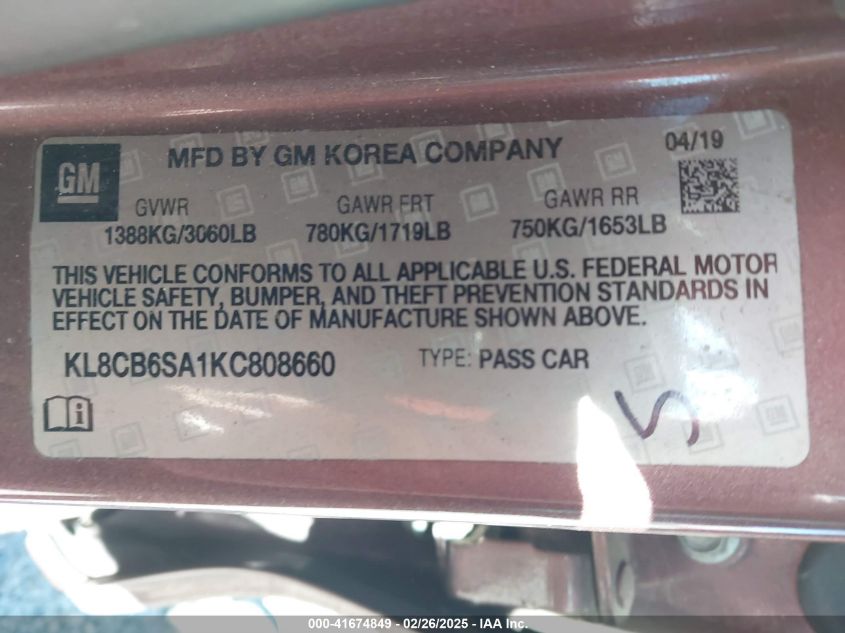 GM
MFD BY GM KOREA COMPANY
04/19
GVWR
GAWR FRT
GAWR RR
1388KG/3060LB
780KG/1719LB
750KG/1653LB
THIS VEHICLE CONFORMS TO ALL APPLICABLE U.S. FEDERAL MOTOR
VEHICLE SAFETY, BUMPER, AND THEFT PREVENTION STANDARDS IN
EFFECT ON THE DATE OF MANUFACTURE SHOWN ABOVE.
KL8CB6SA1KC808660
TYPE: PASS CAR
S
000-41674849 - 02/26/2025 - IAA Inc.